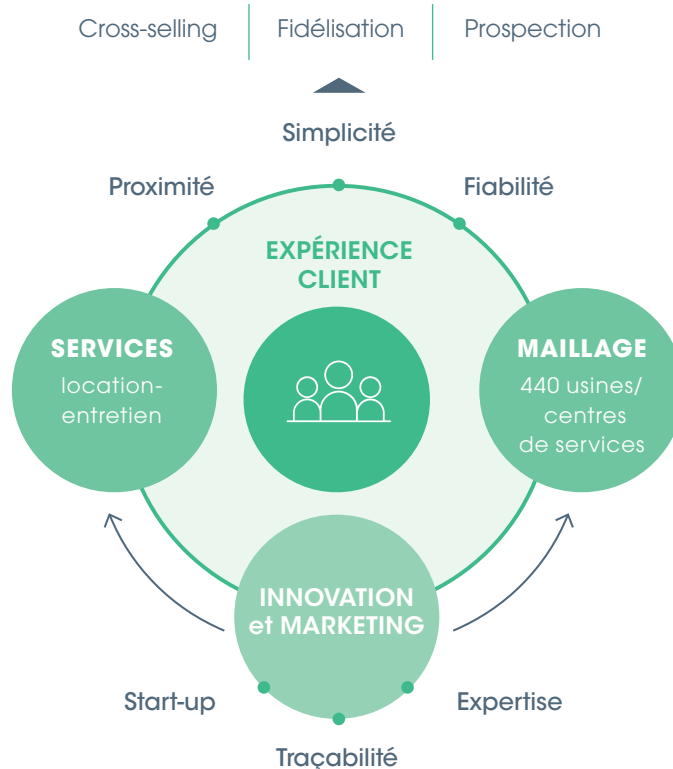 Cross-selling
Fidélisation
Prospection
Simplicité
Proximité
Fiabilité
EXPÉRIENCE
CLIENT
SERVICES
location-
entretien
MAILLAGE
440 usines/
centres
de services
INNOVATION
et MARKETING
Start-up
Expertise
Traçabilité